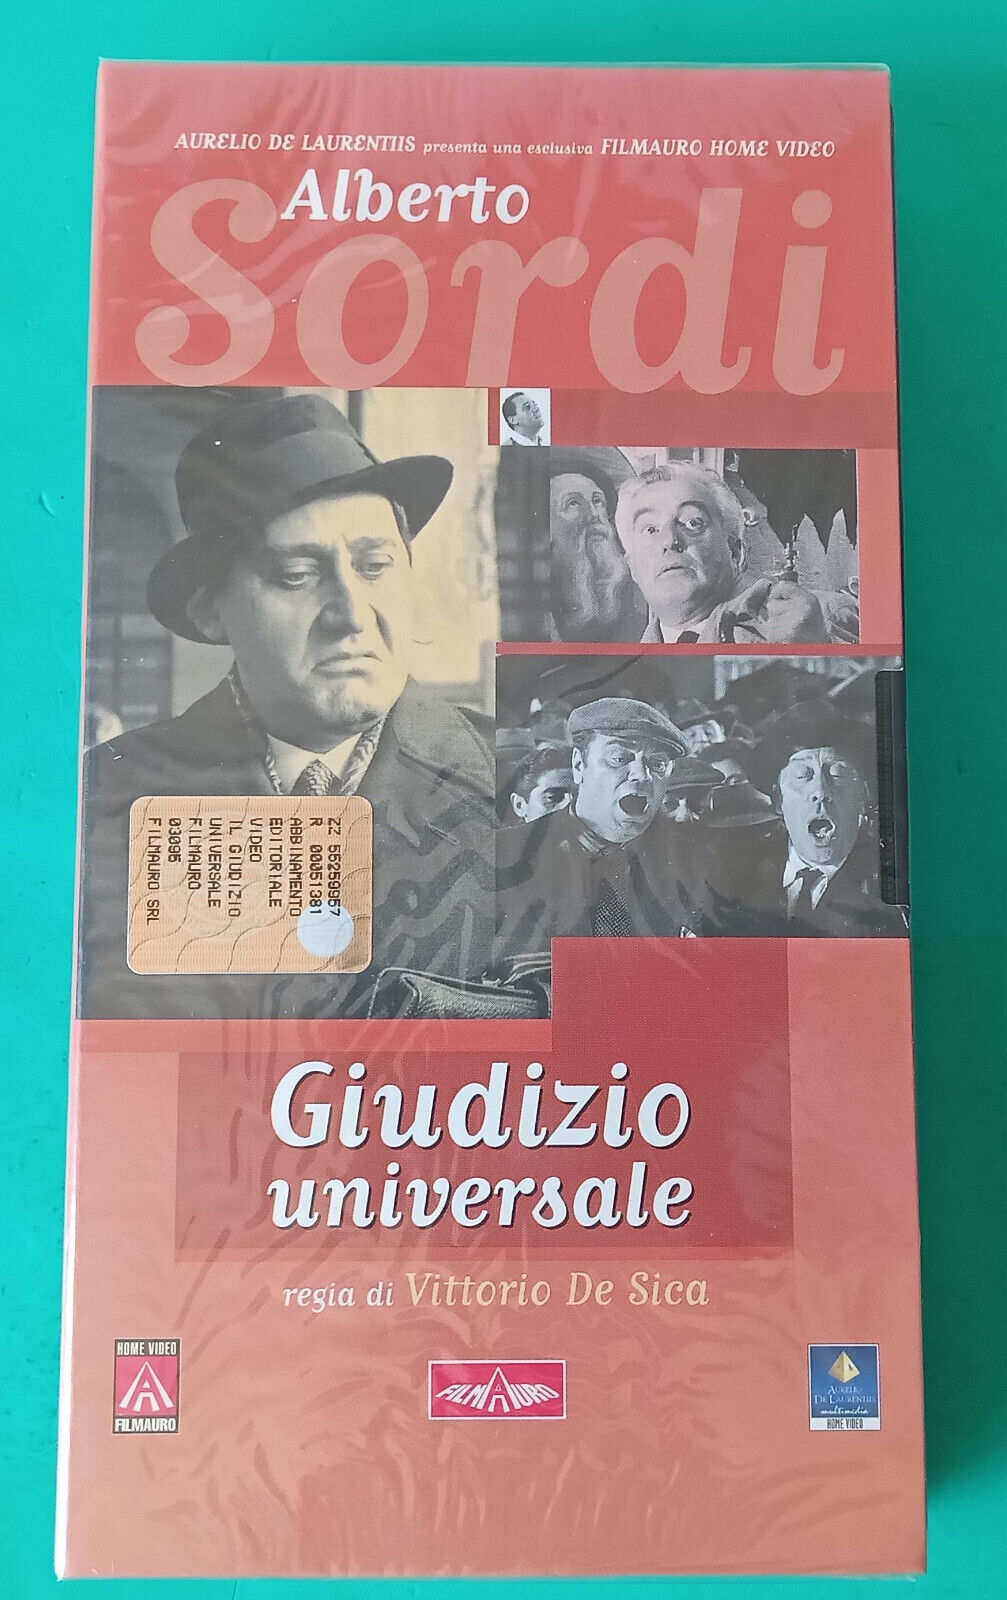 AURELIO DE LAURENTIIS presenta una esclusiva FILMAURO HOME VIDEO
Alberto
Sordi
ZZ 55259957
R 00051381
ABBINAMENTO
EDITORIALE
VIDEO
IL GIUDIZIO
UNIVERSALE
FILMAURO
03095
FILMAURO SRL
Giudizio
universale
regia di Vittorio De Sica
HOME VIDEO
FILMAURO
FILMAURO
AURELIO
DE LAURENTIIS
multimedia
HOME VIDEO